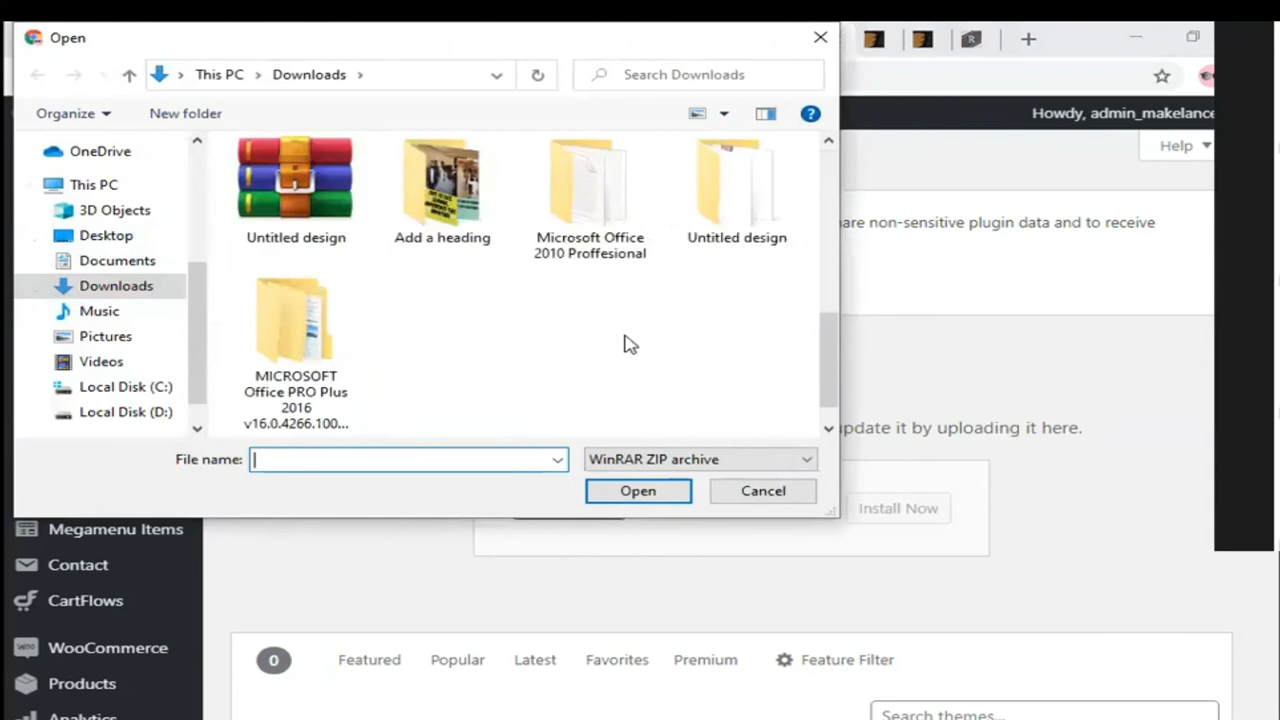 Open
This PC > Downloads >
Search Downloads
Organize
New folder
Howdy, admin_makelance
Help
OneDrive
This PC
3D Objects
Desktop
Documents
Downloads
Music
Pictures
Videos
Local Disk (C:)
Local Disk (D:)
Untitled design
Add a heading
Microsoft Office
2010 Proffesional
Untitled design
MICROSOFT
Office PRO Plus
2016
v16.0.4266.100...
are non-sensitive plugin data and to receive
update it by uploading it here.
File name:
WinRAR ZIP archive
Open
Cancel
Install Now
Megamenu Items
Contact
CartFlows
WooCommerce
Products
Analytics
0
Featured
Popular
Latest
Favorites
Premium
Feature Filter
Search themes...